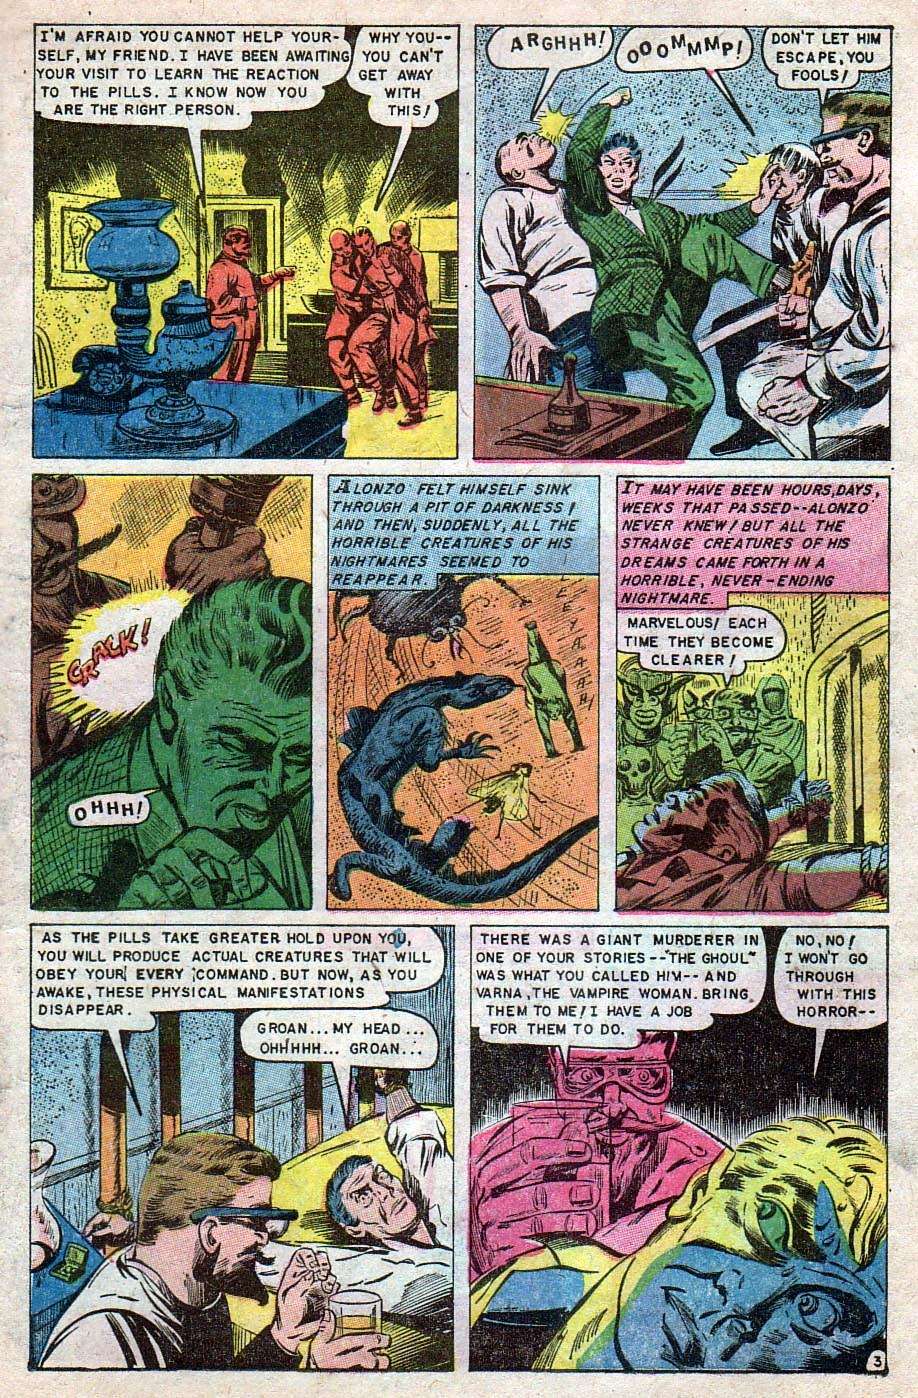 I'M AFRAID YOU CANNOT HELP YOUR-
SELF, MY FRIEND. I HAVE BEEN AWAITING
YOUR VISIT TO LEARN THE REACTION
TO THE PILLS. I KNOW NOW YOU
ARE THE RIGHT PERSON.
WHY YOU--
YOU CAN'T
GET AWAY
WITH
THIS!
ARGHHH!
OOOMMMP!
DON'T LET HIM
ESCAPE, YOU
FOOLS!
CRACK!
OHHH!
ALONZO FELT HIMSELF SINK
THROUGH A PIT OF DARKNESS!
AND THEN, SUDDENLY, ALL THE
HORRIBLE CREATURES OF HIS
NIGHTMARES SEEMED TO
REAPPEAR.
IT MAY HAVE BEEN HOURS, DAYS,
WEEKS THAT PASSED--ALONZO
NEVER KNEW! BUT ALL THE
STRANGE CREATURES OF HIS
DREAMS CAME FORTH IN A
HORRIBLE, NEVER-ENDING
NIGHTMARE.
MARVELOUS! EACH
TIME THEY BECOME
CLEARER!
AS THE PILLS TAKE GREATER HOLD UPON YOU,
YOU WILL PRODUCE ACTUAL CREATURES THAT WILL
OBEY YOUR EVERY COMMAND. BUT NOW, AS YOU
AWAKE, THESE PHYSICAL MANIFESTATIONS
DISAPPEAR.
GROAN... MY HEAD...
OHHHHH... GROAN...
THERE WAS A GIANT MURDERER IN
ONE OF YOUR STORIES--"THE GHOUL"
WAS WHAT YOU CALLED HIM-- AND
VARNA, THE VAMPIRE WOMAN. BRING
THEM TO ME! I HAVE A JOB
FOR THEM TO DO.
NO, NO!
I WON'T GO
THROUGH
WITH THIS
HORROR--
3